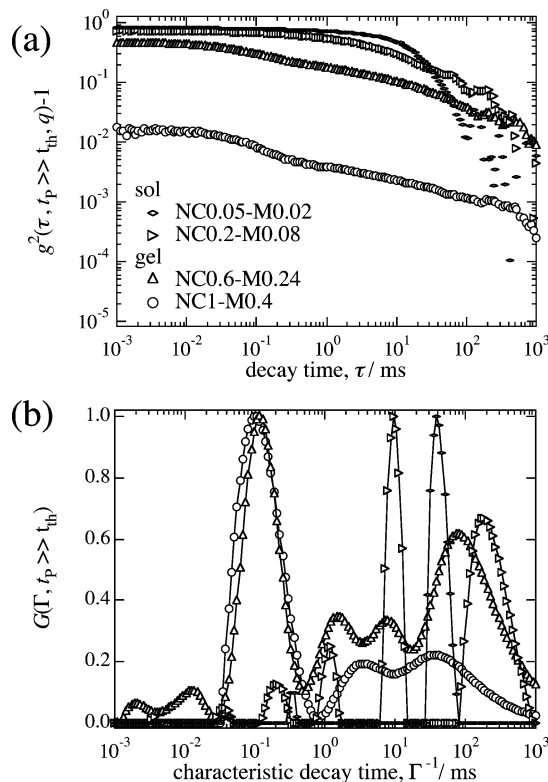 (a)
10^0
10^-1
10^-2
10^-3
10^-4
10^-5
g^2(τ, t_P >> t_th, q)-1
sol
NC0.05-M0.02
NC0.2-M0.08
gel
NC0.6-M0.24
NC1-M0.4
10^-3 10^-2 10^-1 10^0 10^1 10^2 10^3
decay time, τ / ms
(b)
1.0
0.8
0.6
0.4
0.2
0.0
G(Γ, t_P >> t_th)
10^-3 10^-2 10^-1 10^0 10^1 10^2 10^3
characteristic decay time, Γ^-1/ ms